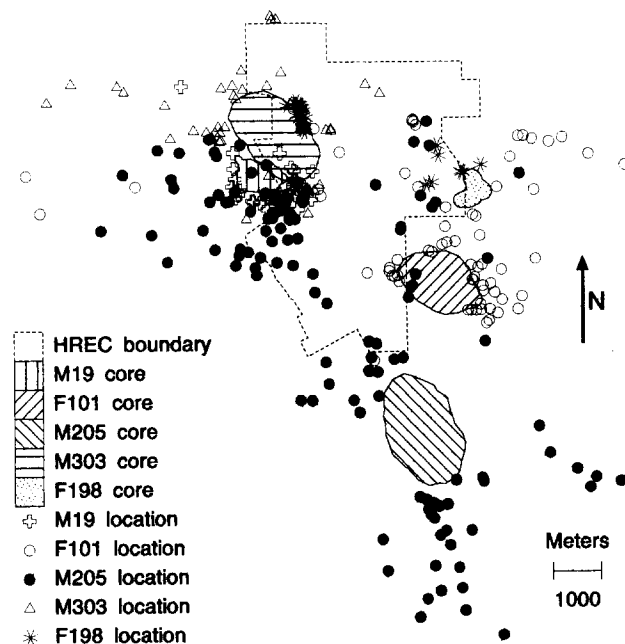 N
HREC boundary
M19 core
F101 core
M205 core
M303 core
F198 core
M19 location
F101 location
M205 location
M303 location
F198 location
Meters
1000